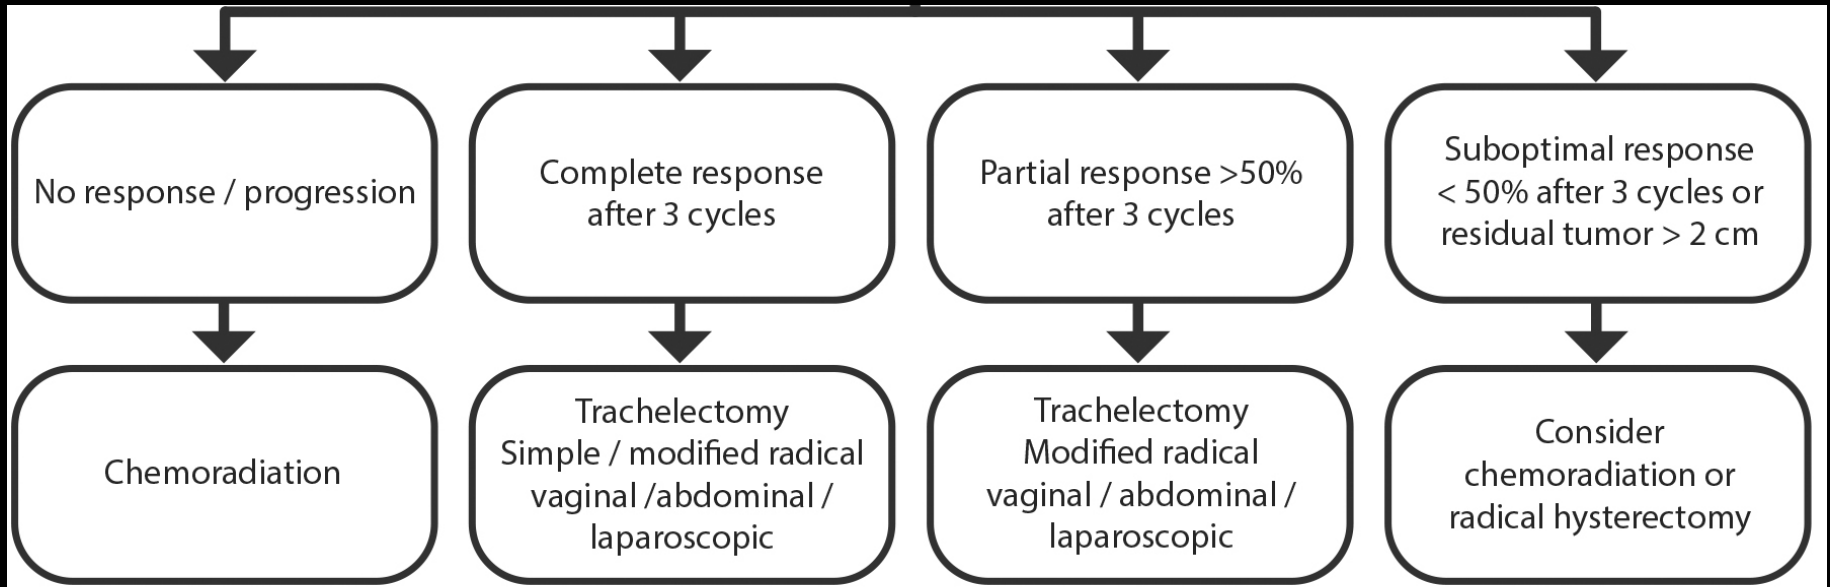 No response / progression
Complete response
after 3 cycles
Partial response >50%
after 3 cycles
Suboptimal response
< 50% after 3 cycles or
residual tumor > 2 cm
Chemoradiation
Trachelectomy
Simple / modified radical
vaginal /abdominal /
laparoscopic
Trachelectomy
Modified radical
vaginal / abdominal /
laparoscopic
Consider
chemoradiation or
radical hysterectomy